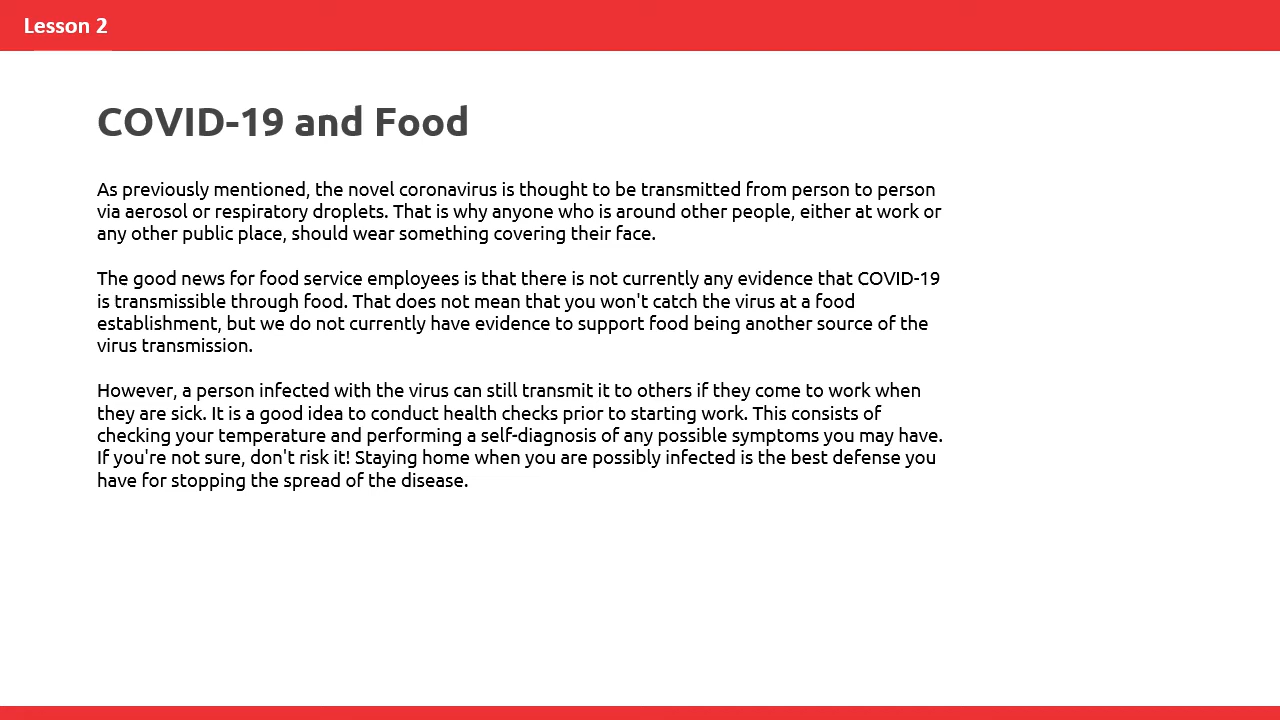 Lesson 2
COVID-19 and Food
As previously mentioned, the novel coronavirus is thought to be transmitted from person to person
via aerosol or respiratory droplets. That is why anyone who is around other people, either at work or
any other public place, should wear something covering their face.
The good news for food service employees is that there is not currently any evidence that COVID-19
is transmissible through food. That does not mean that you won't catch the virus at a food
establishment, but we do not currently have evidence to support food being another source of the
virus transmission.
However, a person infected with the virus can still transmit it to others if they come to work when
they are sick. It is a good idea to conduct health checks prior to starting work. This consists of
checking your temperature and performing a self-diagnosis of any possible symptoms you may have.
If you're not sure, don't risk it! Staying home when you are possibly infected is the best defense you
have for stopping the spread of the disease.